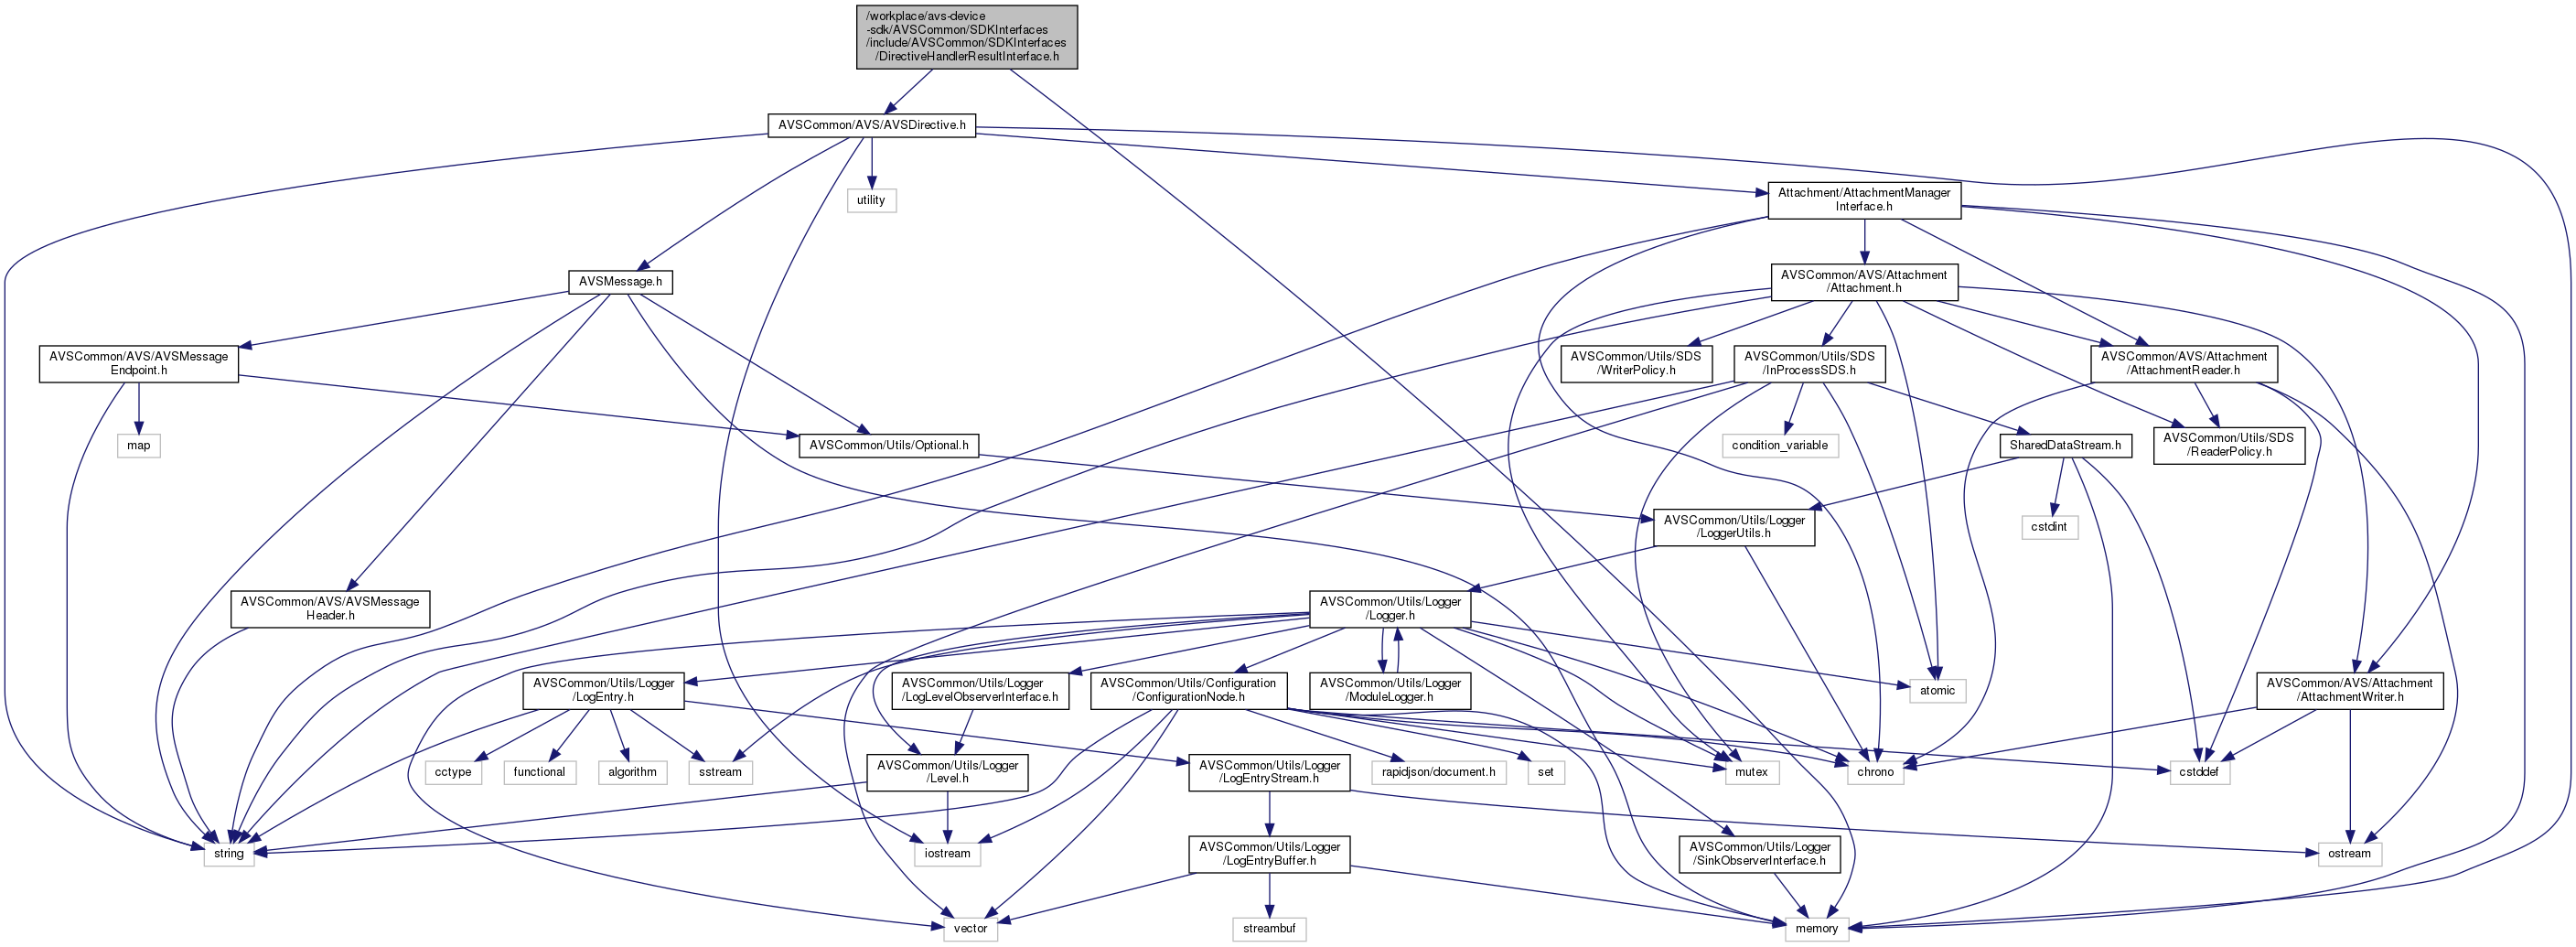 /workplace/avs-device
-sdk/AVSCommon/SDKInterfaces
/include/AVSCommon/SDKInterfaces
/DirectiveHandlerResultInterface.h
AVSCommon/AVS/AVSDirective.h
utility
Attachment/AttachmentManager
Interface.h
AVSMessage.h
AVSCommon/AVS/Attachment
/Attachment.h
AVSCommon/AVS/AVSMessage
Endpoint.h
AVSCommon/Utils/SDS
/WriterPolicy.h
AVSCommon/Utils/SDS
/InProcessSDS.h
AVSCommon/AVS/Attachment
/AttachmentReader.h
map
AVSCommon/Utils/Optional.h
condition_variable
SharedDataStream.h
AVSCommon/Utils/SDS
/ReaderPolicy.h
AVSCommon/Utils/Logger
/LoggerUtils.h
cstdint
AVSCommon/AVS/AVSMessage
Header.h
AVSCommon/Utils/Logger
/Logger.h
AVSCommon/Utils/Logger
/LogEntry.h
AVSCommon/Utils/Logger
/LogLevelObserverInterface.h
AVSCommon/Utils/Configuration
/ConfigurationNode.h
AVSCommon/Utils/Logger
/ModuleLogger.h
atomic
AVSCommon/AVS/Attachment
/AttachmentWriter.h
cctype
functional
algorithm
sstream
AVSCommon/Utils/Logger
/Level.h
AVSCommon/Utils/Logger
/LogEntryStream.h
rapidjson/document.h
set
mutex
chrono
cstddef
string
iostream
AVSCommon/Utils/Logger
/LogEntryBuffer.h
AVSCommon/Utils/Logger
/SinkObserverInterface.h
ostream
vector
streambuf
memory